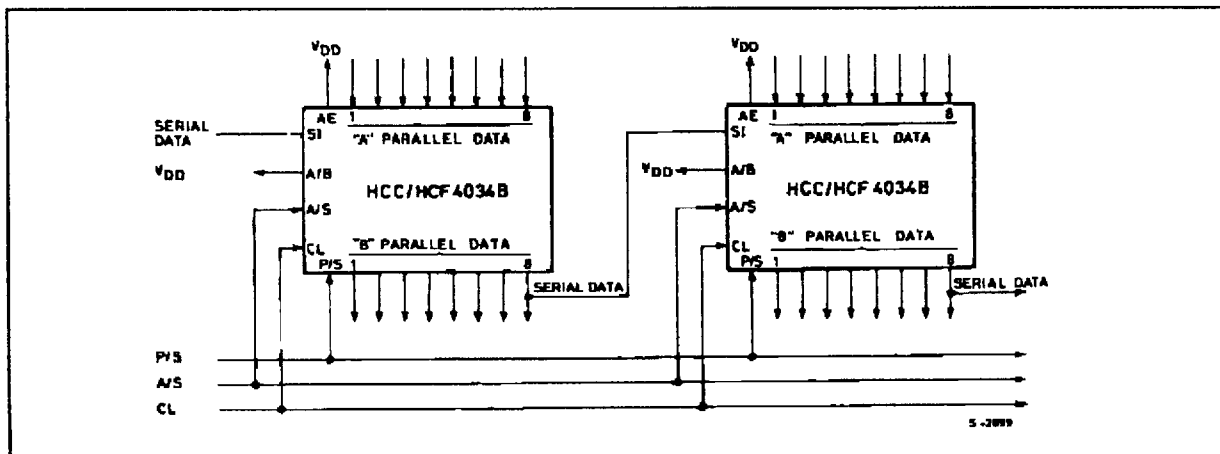 VDD
AE 1 8
SERIAL DATA
SI
"A" PARALLEL DATA
VDD
A/B
HCC/HCF4034B
A/S
"B" PARALLEL DATA
CL
P/S 1 8
SERIAL DATA
VDD
AE 1 8
SI
"A" PARALLEL DATA
VDD
A/B
HCC/HCF4034B
A/S
"B" PARALLEL DATA
CL
P/S 1 8
SERIAL DATA
P/S
A/S
CL
S-2899